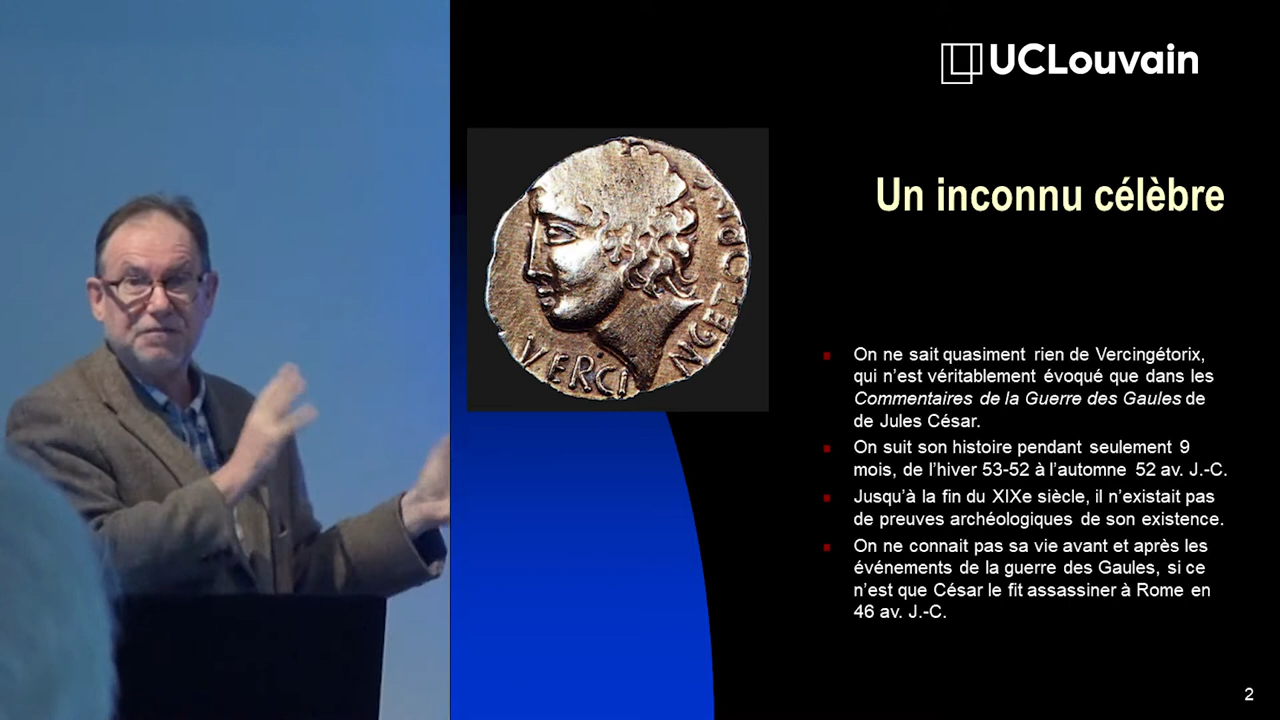 UCLouvain
Un inconnu célèbre
VERCI
NGETORIXS
On ne sait quasiment rien de Vercingétorix,
qui n’est véritablement évoqué que dans les
Commentaires de la Guerre des Gaules de
de Jules César.
On suit son histoire pendant seulement 9
mois, de l’hiver 53-52 à l’automne 52 av. J.-C.
Jusqu’à la fin du XIXe siècle, il n’existait pas
de preuves archéologiques de son existence.
On ne connait pas sa vie avant et après les
événements de la guerre des Gaules, si ce
n’est que César le fit assassiner à Rome en
46 av. J.-C.
2